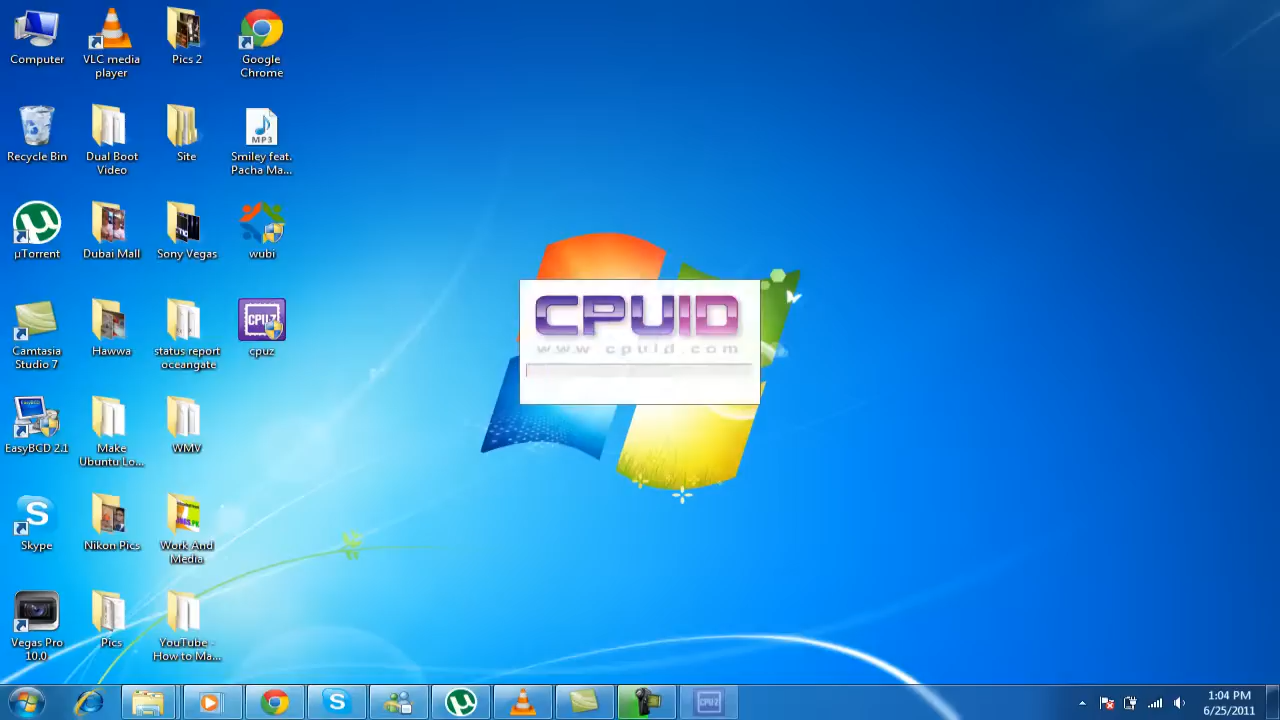 Computer
VLC media
player
Pics 2
Google
Chrome
Recycle Bin
Dual Boot
Video
Site
MP3
Smiley feat.
Pacha Ma...
µTorrent
Dubai Mall
Sony Vegas
wubi
Camtasia
Studio 7
Hawwa
status report
oceangate
CPU-Z
cpuz
EasyBCD 2.1
Make
Ubuntu Lo...
WMV
Skype
Nikon Pics
Work And
Media
Vegas Pro
10.0
Pics
YouTube -
How to Ma...
CPUID
www cpuid.com
1:04 PM
6/25/2011